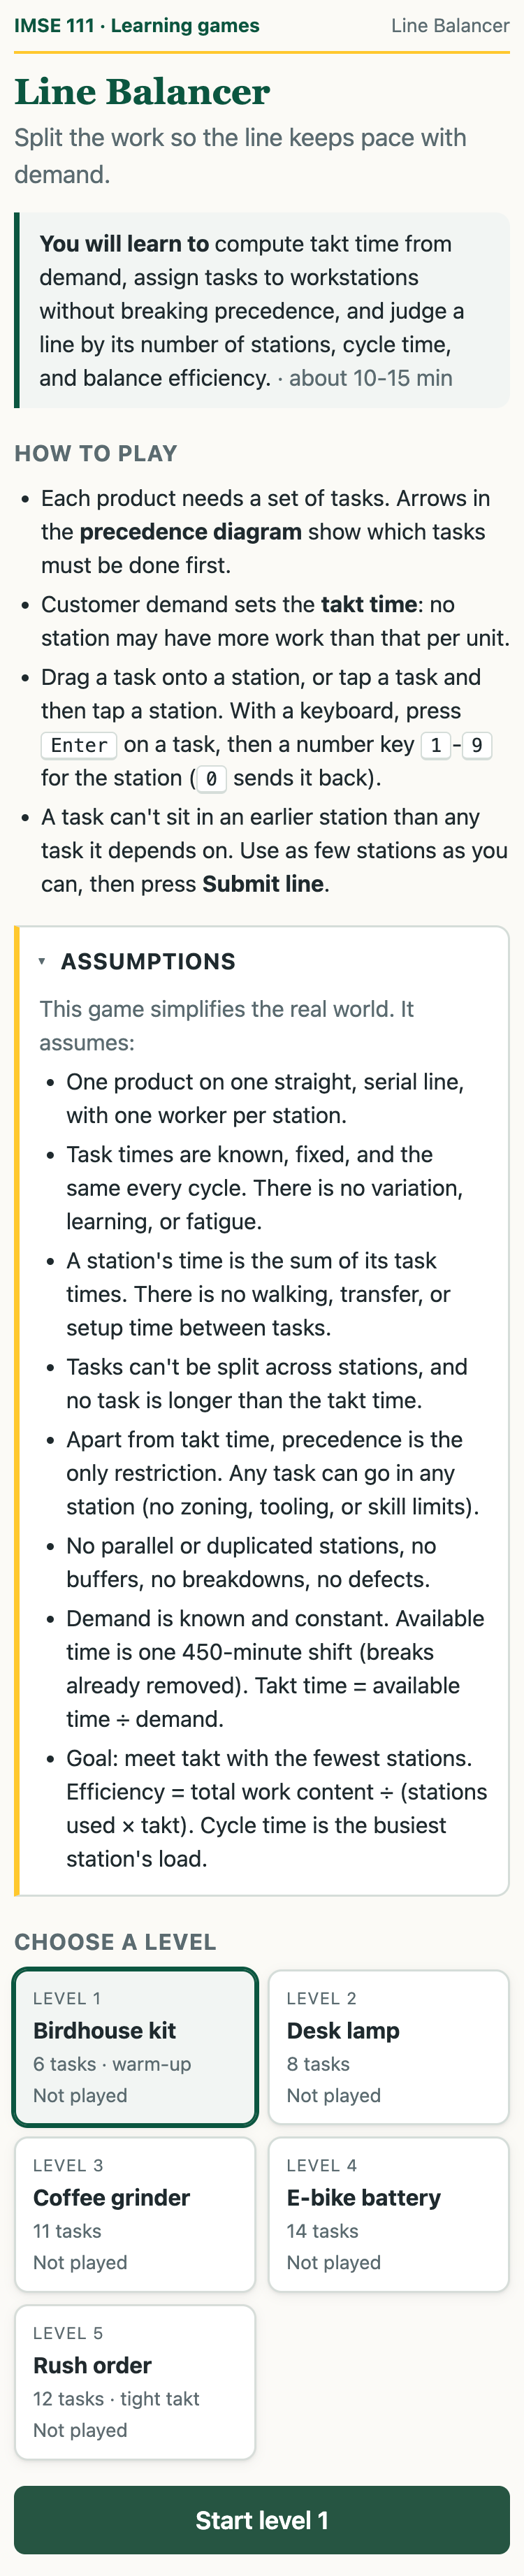 IMSE 111 · Learning games
Line Balancer
Line Balancer
Split the work so the line keeps pace with
demand.
You will learn to compute takt time from
demand, assign tasks to workstations
without breaking precedence, and judge a
line by its number of stations, cycle time,
and balance efficiency. · about 10-15 min
HOW TO PLAY
• Each product needs a set of tasks. Arrows in
the precedence diagram show which tasks
must be done first.
• Customer demand sets the takt time: no
station may have more work than that per unit.
• Drag a task onto a station, or tap a task and
then tap a station. With a keyboard, press
Enter on a task, then a number key 1-9
for the station (0 sends it back).
• A task can't sit in an earlier station than any
task it depends on. Use as few stations as you
can, then press Submit line.
▾ ASSUMPTIONS
This game simplifies the real world. It
assumes:
• One product on one straight, serial line,
with one worker per station.
• Task times are known, fixed, and the
same every cycle. There is no variation,
learning, or fatigue.
• A station's time is the sum of its task
times. There is no walking, transfer, or
setup time between tasks.
• Tasks can't be split across stations, and
no task is longer than the takt time.
• Apart from takt time, precedence is the
only restriction. Any task can go in any
station (no zoning, tooling, or skill limits).
• No parallel or duplicated stations, no
buffers, no breakdowns, no defects.
• Demand is known and constant. Available
time is one 450-minute shift (breaks
already removed). Takt time = available
time ÷ demand.
• Goal: meet takt with the fewest stations.
Efficiency = total work content ÷ (stations
used × takt). Cycle time is the busiest
station's load.
CHOOSE A LEVEL
LEVEL 1
Birdhouse kit
6 tasks · warm-up
Not played
LEVEL 2
Desk lamp
8 tasks
Not played
LEVEL 3
Coffee grinder
11 tasks
Not played
LEVEL 4
E-bike battery
14 tasks
Not played
LEVEL 5
Rush order
12 tasks · tight takt
Not played
Start level 1